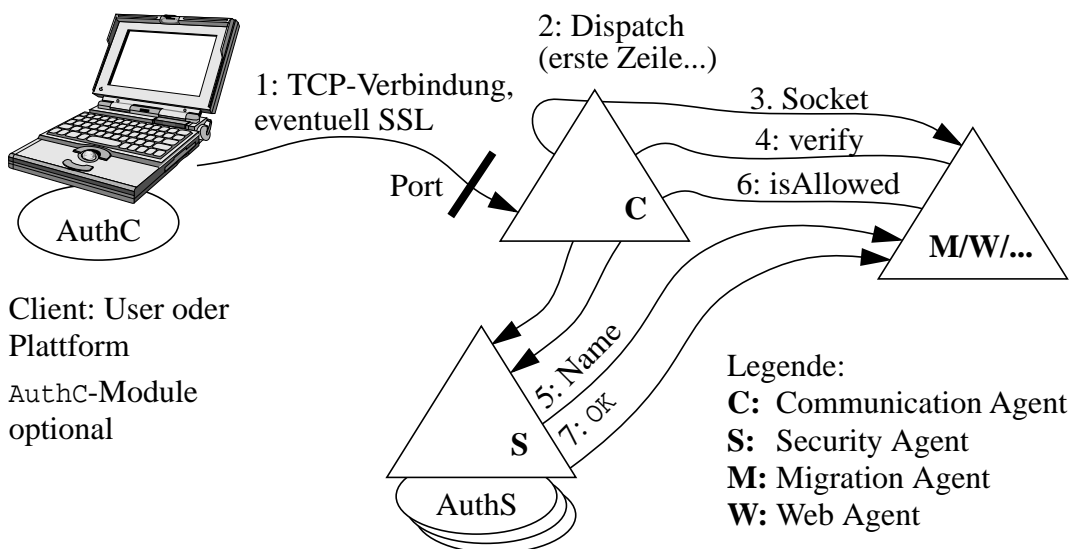 2: Dispatch
(erste Zeile...)
1: TCP-Verbindung,
eventuell SSL
3. Socket
4: verify
6: isAllowed
Port
C
AuthC
M/W/...
Client: User oder
Plattform
AuthC-Module
optional
5: Name
7: OK
S
AuthS
Legende:
C: Communication Agent
S: Security Agent
M: Migration Agent
W: Web Agent